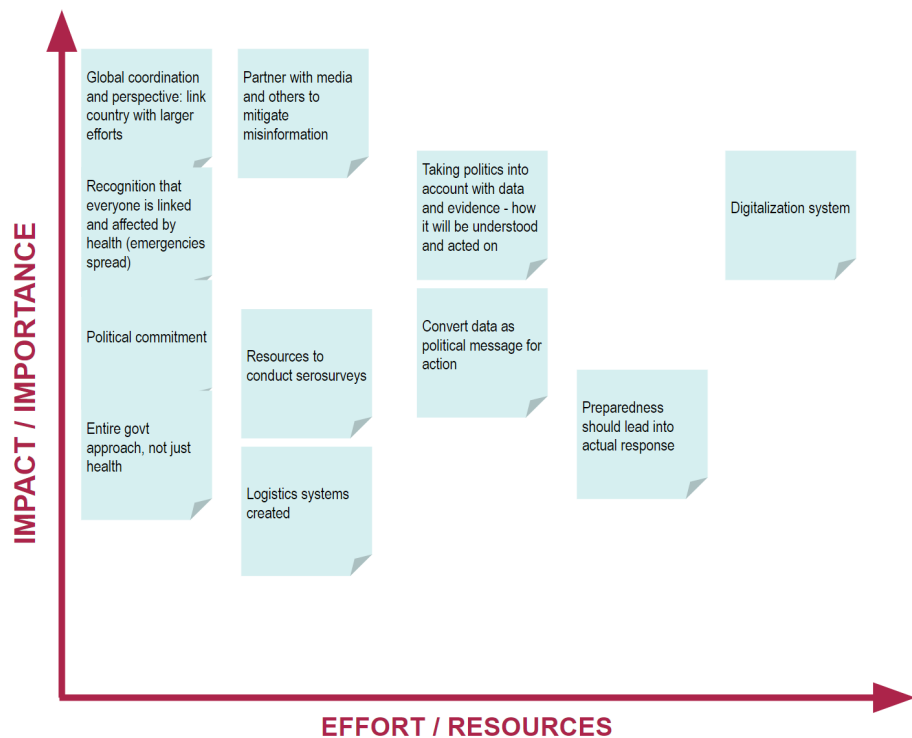 Global coordination
and perspective: link
country with larger
efforts
Partner with media
and others to
mitigate
misinformation
Recognition that
everyone is linked
and affected by
health (emergencies
spread)
Taking politics into
account with data
and evidence - how
it will be understood
and acted on
Digitalization system
Political commitment
Resources to
conduct serosurveys
Convert data as
political message for
action
Preparedness
should lead into
actual response
Entire govt
approach, not just
health
Logistics systems
created
IMPACT / IMPORTANCE
EFFORT / RESOURCES